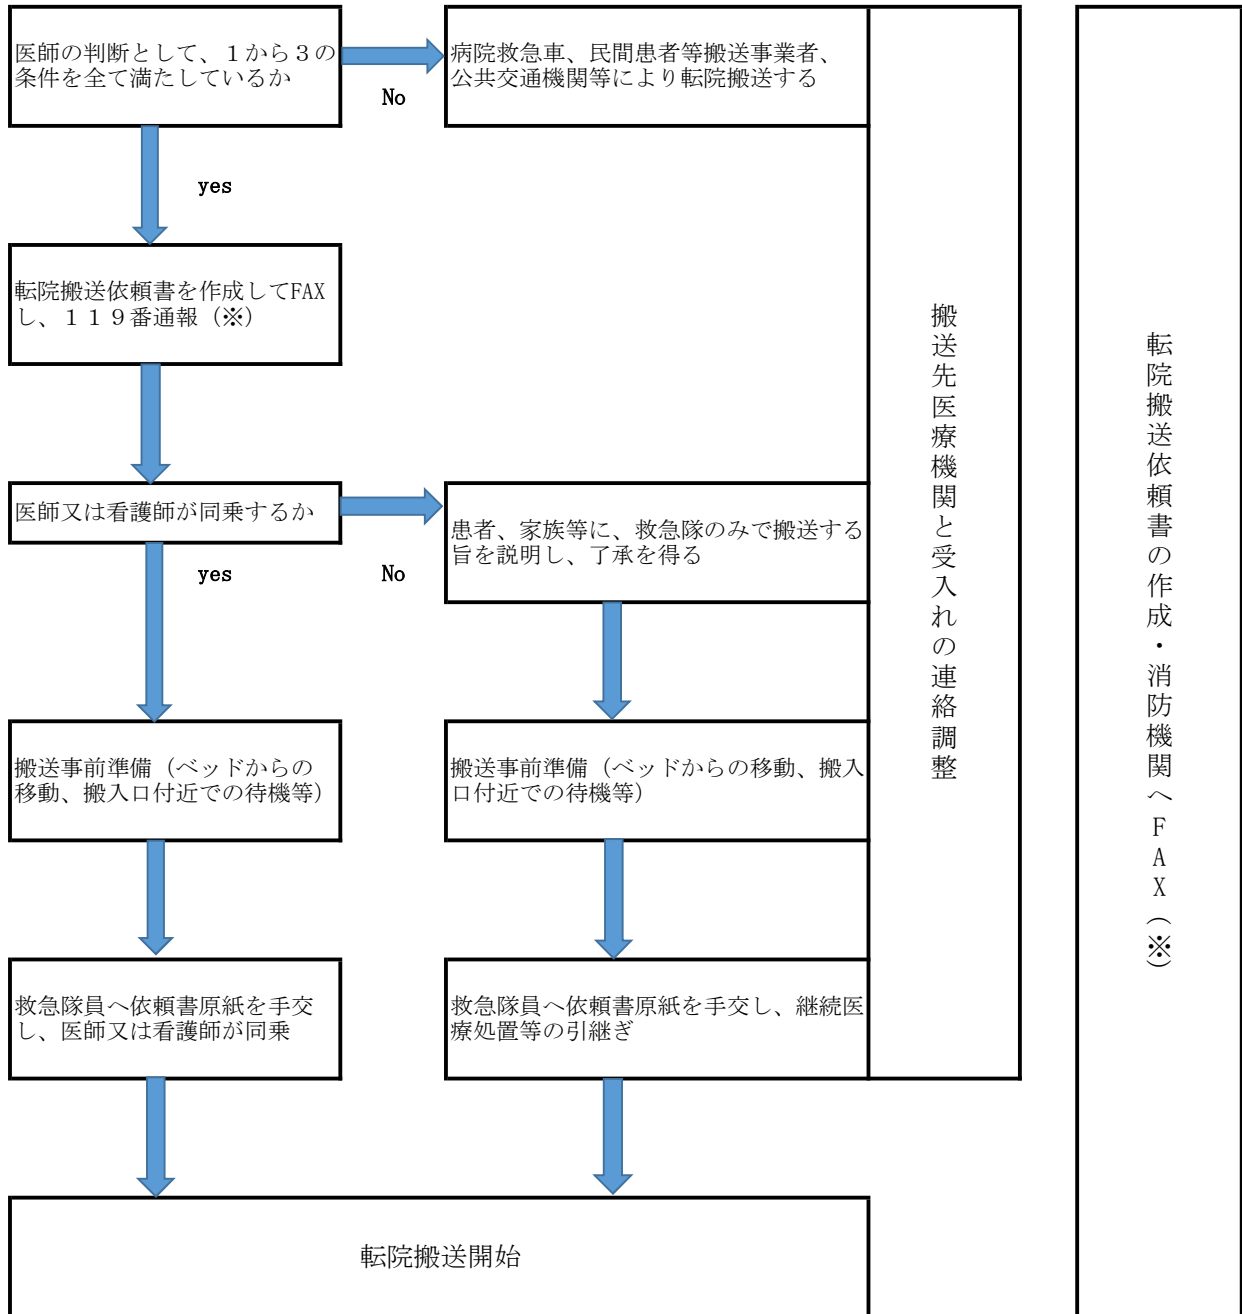 医師の判断として、１から３の
条件を全て満たしているか
No
病院救急車、民間患者等搬送事業者、
公共交通機関等により転院搬送する
yes
転院搬送依頼書を作成してFAX
し、１１９番通報（※）
医師又は看護師が同乗するか
yes
No
患者、家族等に、救急隊のみで搬送する
旨を説明し、了承を得る
搬送事前準備（ベッドからの
移動、搬入口付近での待機等）
搬送事前準備（ベッドからの移動、搬入
口付近での待機等）
救急隊員へ依頼書原紙を手交
し、医師又は看護師が同乗
救急隊員へ依頼書原紙を手交し、継続医
療処置等の引継ぎ
転院搬送開始
搬送先医療機関と受入れの連絡調整
転院搬送依頼書の作成・消防機関へFAX（※）